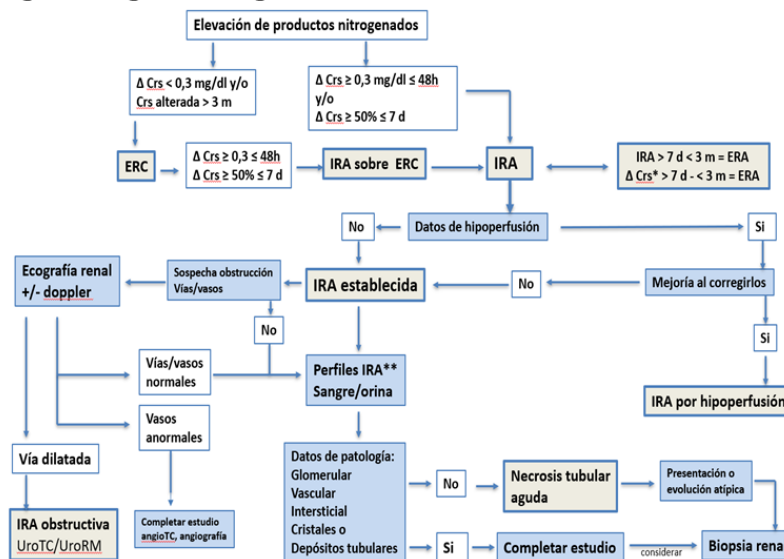 Elevación de productos nitrogenados
Δ Crs < 0,3 mg/dl y/o
Crs alterada > 3 m
Δ Crs ≥ 0,3 mg/dl ≤ 48h
y/o
Δ Crs ≥ 50% ≤ 7 d
ERC
Δ Crs ≥ 0,3 ≤ 48h
Δ Crs ≥ 50% ≤ 7 d
IRA sobre ERC
IRA
IRA > 7 d < 3 m = ERA
Δ Crs* > 7 d - < 3 m = ERA
No
Datos de hipoperfusión
Si
Ecografía renal
+/- doppler
Sospecha obstrucción
Vías/vasos
IRA establecida
No
Mejoría al corregirlos
No
Si
Vías/vasos
normales
Perfiles IRA**
Sangre/orina
IRA por hipoperfusión
Vasos
anormales
Vía dilatada
Datos de patología:
Glomerular
Vascular
Intersticial
Cristales o
Depósitos tubulares
No
Necrosis tubular
aguda
Presentación o
evolución atípica
IRA obstructiva
UroTC/UroRM
Completar estudio
angioTC, angiografía
Si
Completar estudio
considerar
Biopsia renal